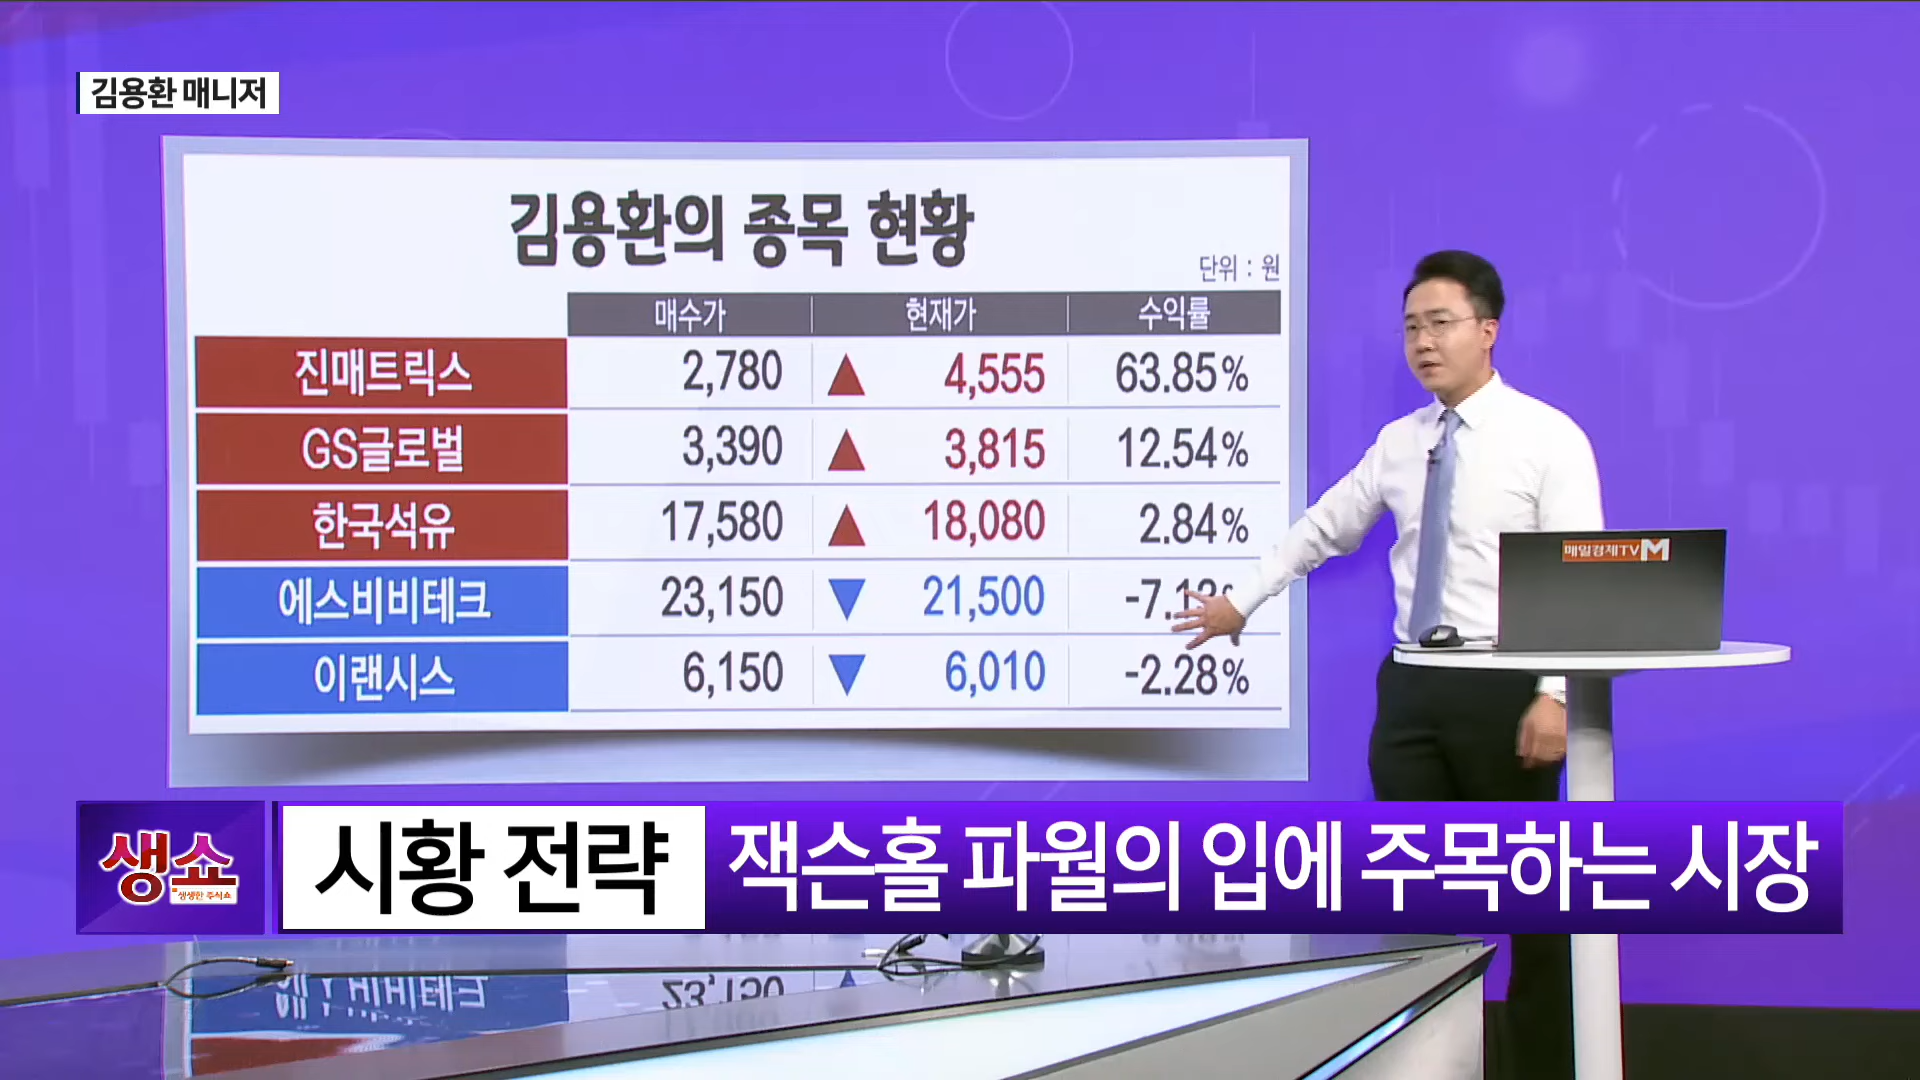 김용환 매니저
김용환의 종목 현황
단위 : 원
매수가 현재가 수익률
진매트릭스 2,780 ▲ 4,555 63.85%
GS글로벌 3,390 ▲ 3,815 12.54%
한국석유 17,580 ▲ 18,080 2.84%
에스비비테크 23,150 ▼ 21,500
이랜시스 6,150 ▼ 6,010 -2.28%
매일경제TV M
생쇼
생생한 주식쇼
시황 전략
잭슨홀 파월의 입에 주목하는 시장